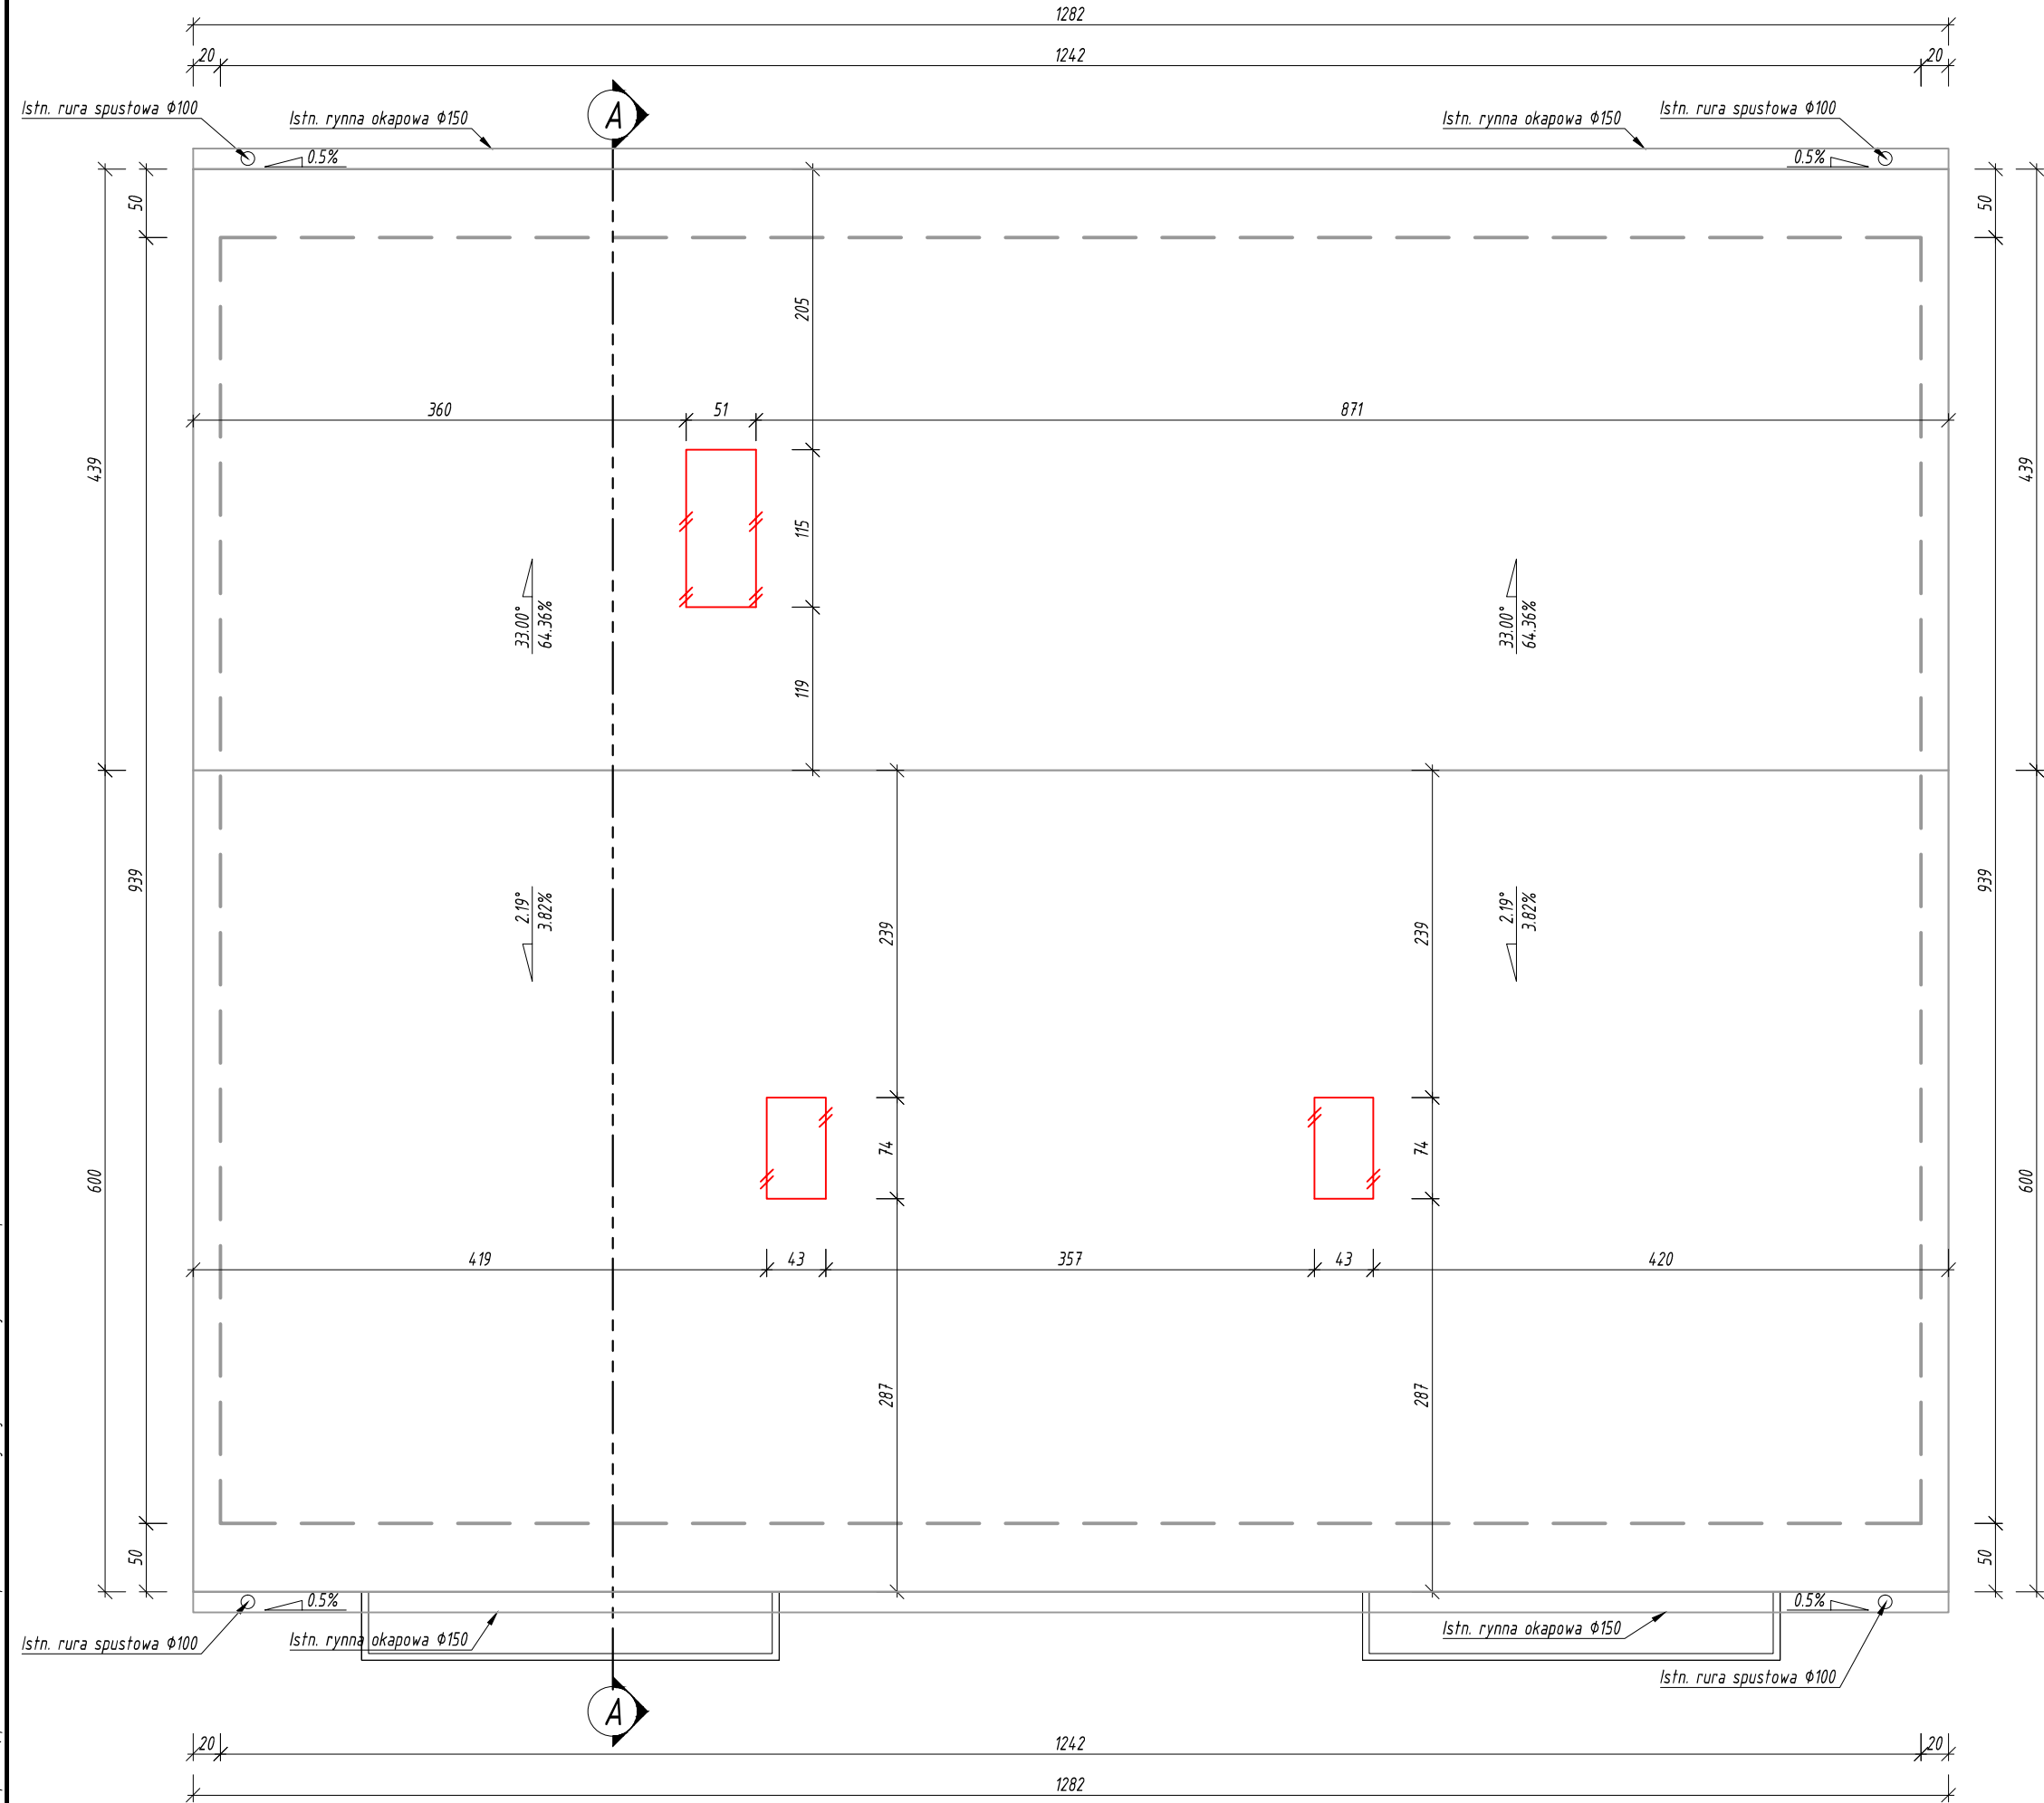 1282
20 1242 20
Istn. rura spustowa ϕ100
Istn. rynna okapowa ϕ150
A
Istn. rynna okapowa ϕ150
Istn. rura spustowa ϕ100
0.5%
0.5%
50
50
205
360 51 871
439
439
115
33.00°
64.36%
33.00°
64.36%
119
939
939
2.19°
3.82%
2.19°
3.82%
239
239
74
74
600
600
419 43 357 43 420
287
287
50
50
0.5%
0.5%
Istn. rura spustowa ϕ100
Istn. rynna okapowa ϕ150
Istn. rynna okapowa ϕ150
Istn. rura spustowa ϕ100
A
20 1242 20
1282